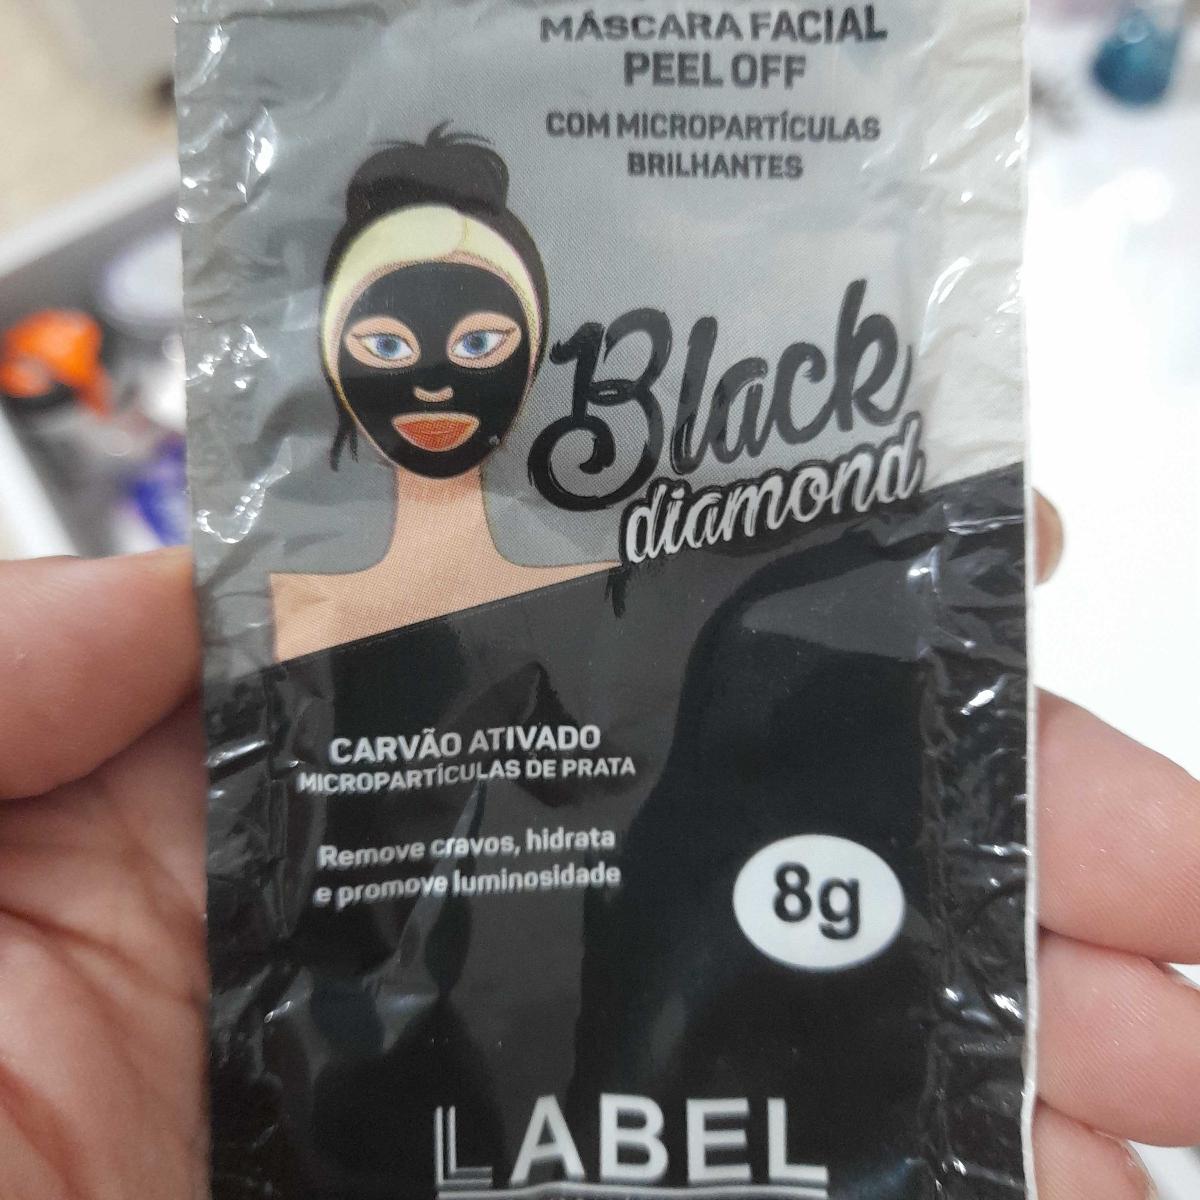 MÁSCARA FACIAL
PEEL OFF
COM MICROPARTÍCULAS
BRILHANTES
Black
diamond
CARVÃO ATIVADO
MICROPARTÍCULAS DE PRATA
Remove cravos, hidrata
e promove luminosidade
8g
LABEL